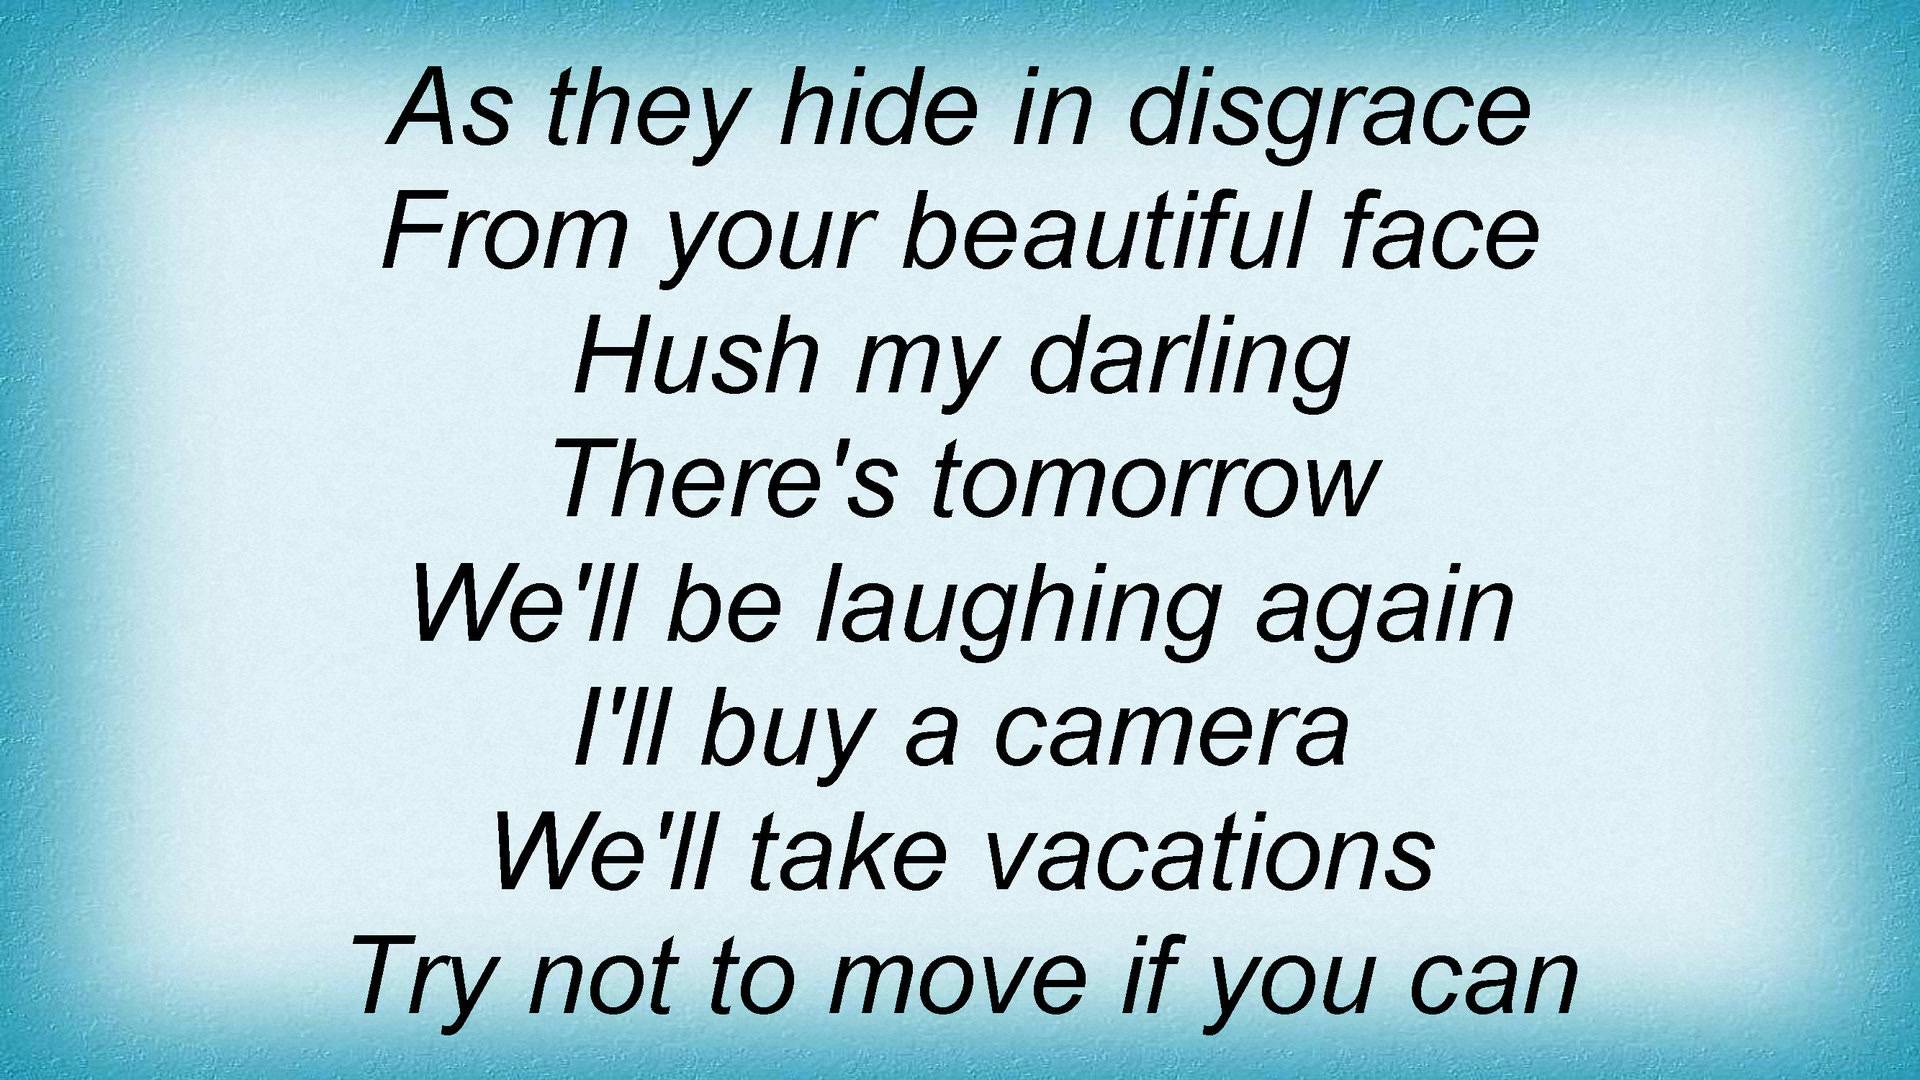 As they hide in disgrace
From your beautiful face
Hush my darling
There's tomorrow
We'll be laughing again
I'll buy a camera
We'll take vacations
Try not to move if you can